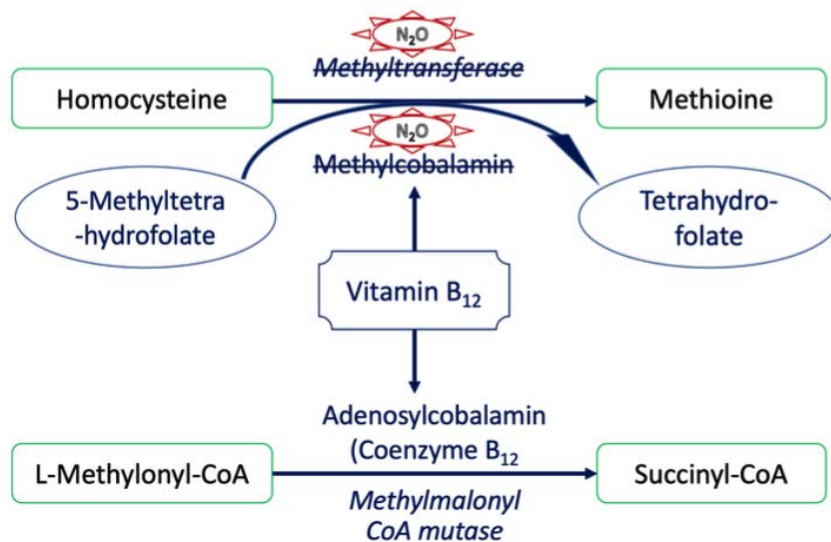 N₂O
Methyltransferase
Homocysteine
Methioine
N₂O
Methylcobalamin
5-Methyltetra
-hydrofolate
Tetrahydro-
folate
Vitamin B₁₂
Adenosylcobalamin
(Coenzyme B₁₂
L-Methylonyl-CoA
Succinyl-CoA
Methylmalonyl
CoA mutase